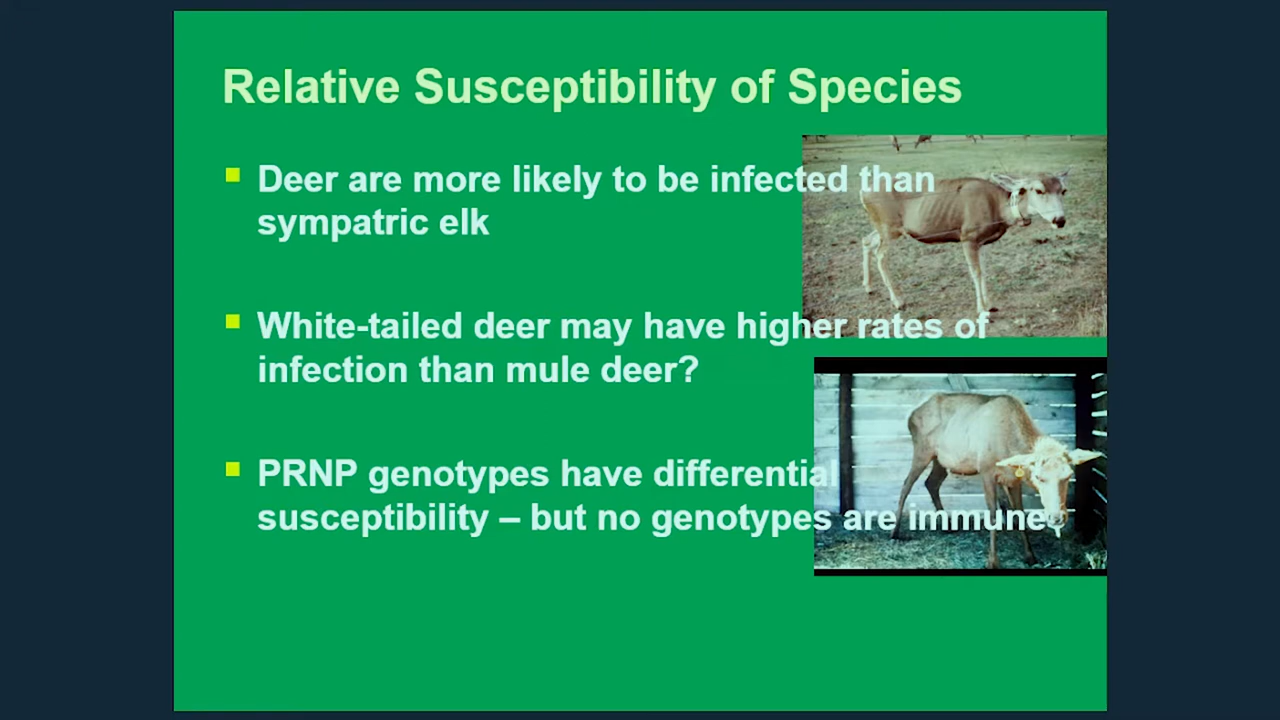 Relative Susceptibility of Species
Deer are more likely to be infected than
sympatric elk
White-tailed deer may have higher rates of
infection than mule deer?
PRNP genotypes have differential
susceptibility – but no genotypes are immune.